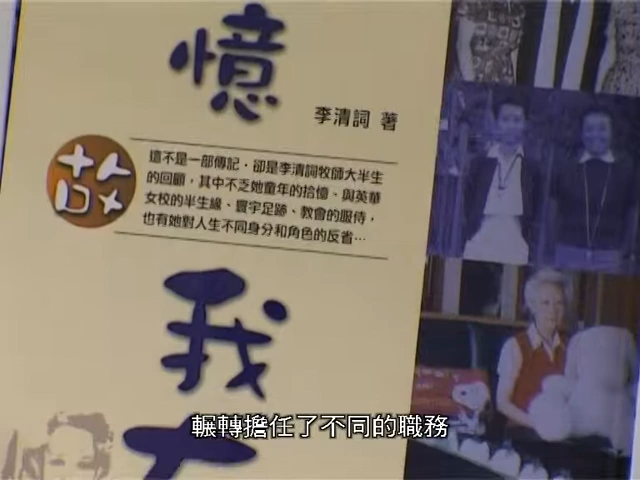 憶
李清詞 著
故
這不是一部傳記，卻是李清詞牧師大半生
的回顧，其中不乏她童年的拾憶、與英華
女校的半生緣、寰宇足跡、教會的服侍，
也有她對人生不同身分和角色的反省…
我
輾轉擔任了不同的職務